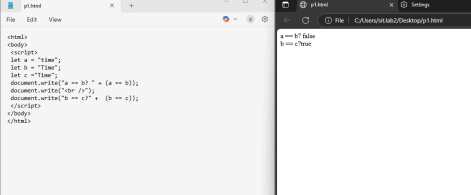 p1.html
File Edit View
<html>
<body>
<script>
let a = "time";
let b = "Time";
let c ="Time";
document.write("a == b? " + (a == b));
document.write("<br />");
document.write("b == c?" + (b == c));
</script>
</body>
</html>
p1.html
Settings
File C:/Users/sit.lab2/Desktop/p1.html
a == b? false
b == c?true